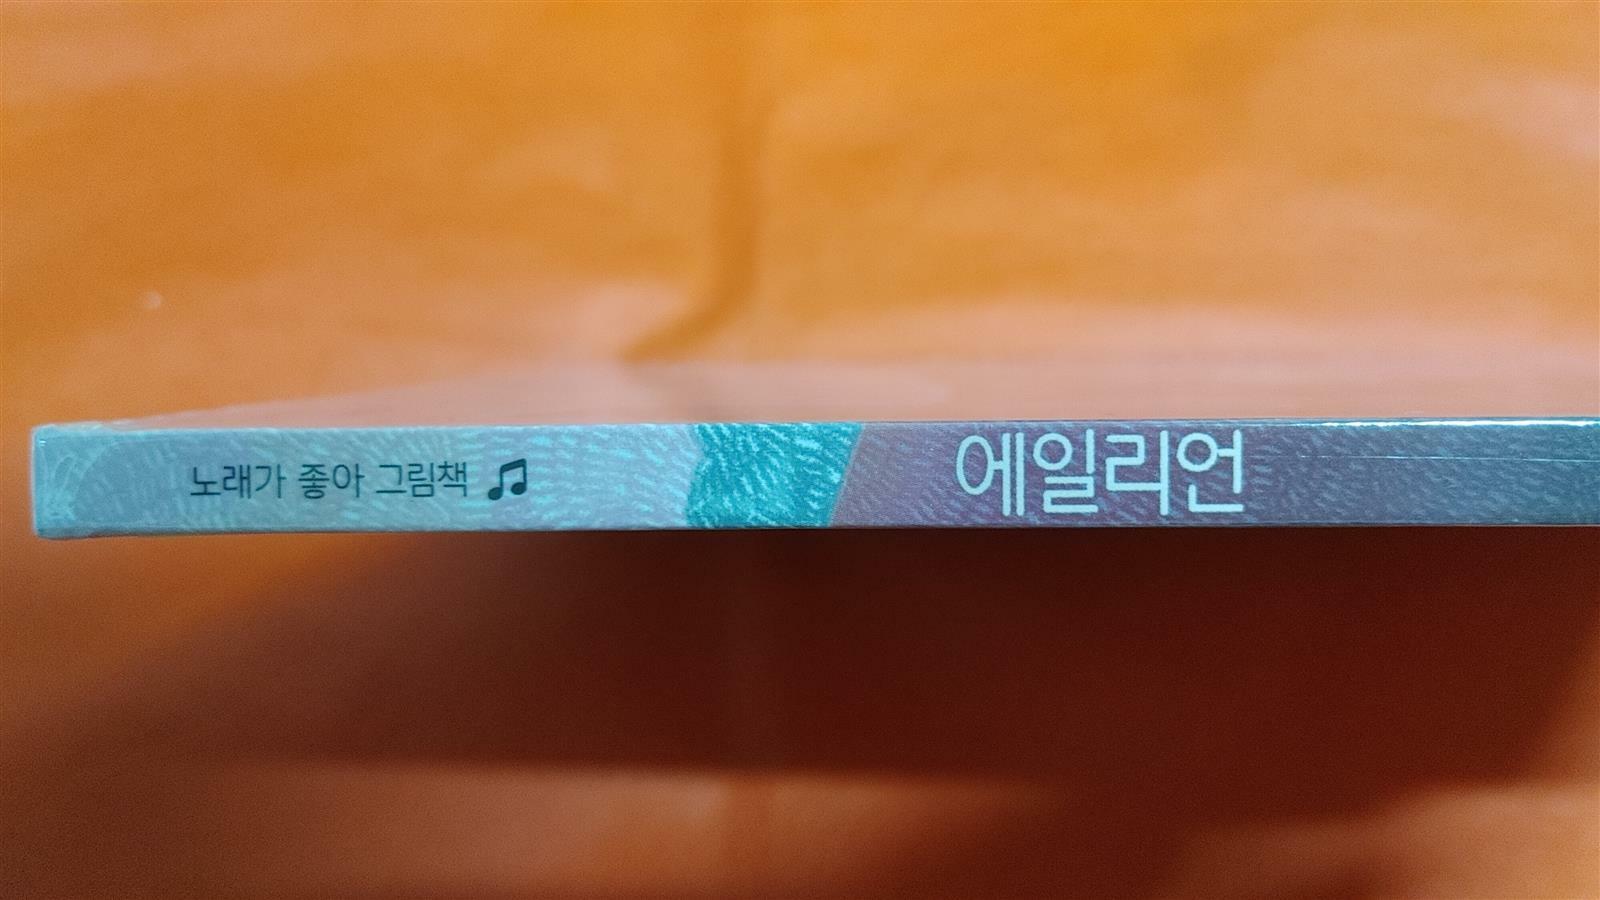 노래가 좋아 그림책 ♫
에일리언